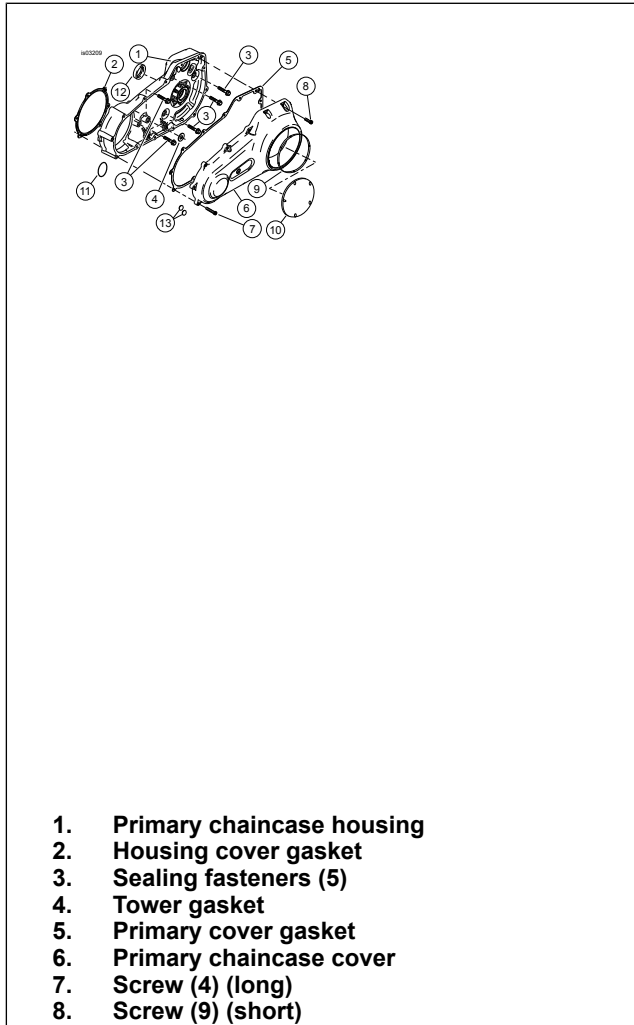 is03209
1
3
5
2
8
12
3
3
9
11
4
6
10
13
7
1. Primary chaincase housing
2. Housing cover gasket
3. Sealing fasteners (5)
4. Tower gasket
5. Primary cover gasket
6. Primary chaincase cover
7. Screw (4) (long)
8. Screw (9) (short)